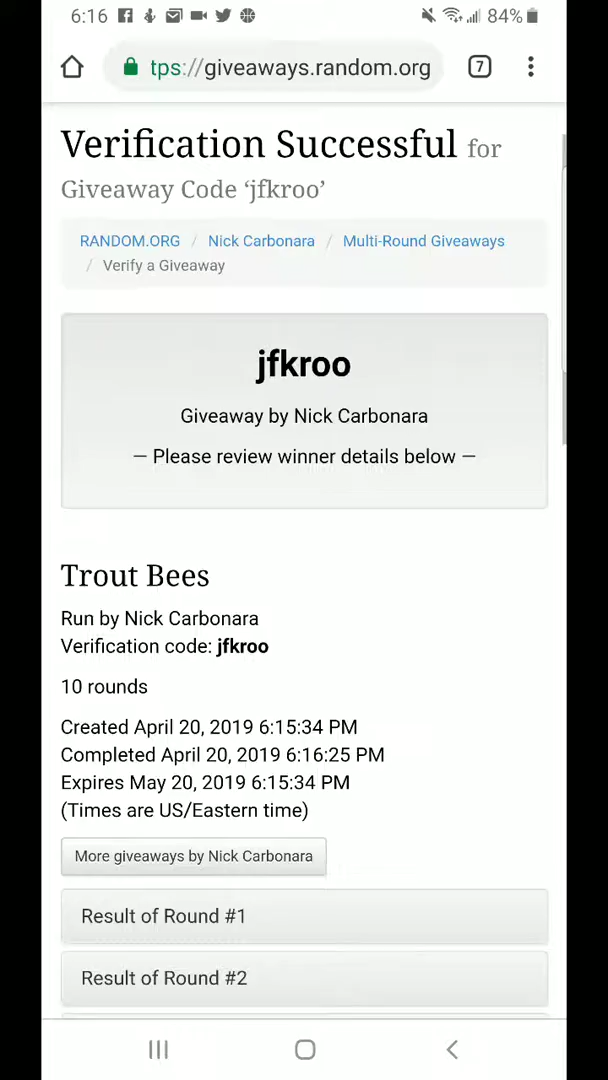 6:16
84%
tps://giveaways.random.org
7
Verification Successful for
Giveaway Code ‘jfkroo’
RANDOM.ORG / Nick Carbonara / Multi-Round Giveaways
/ Verify a Giveaway
jfkroo
Giveaway by Nick Carbonara
— Please review winner details below —
Trout Bees
Run by Nick Carbonara
Verification code: jfkroo
10 rounds
Created April 20, 2019 6:15:34 PM
Completed April 20, 2019 6:16:25 PM
Expires May 20, 2019 6:15:34 PM
(Times are US/Eastern time)
More giveaways by Nick Carbonara
Result of Round #1
Result of Round #2